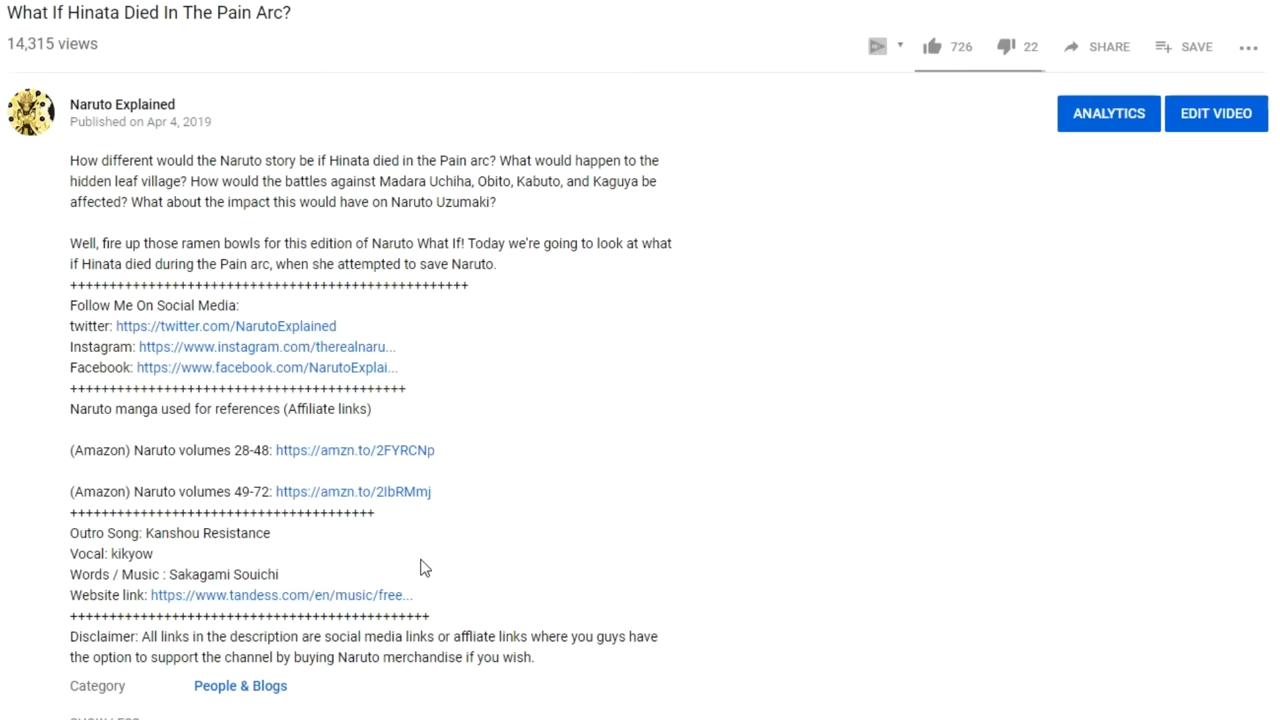 What If Hinata Died In The Pain Arc?
14,315 views
726
22
SHARE
SAVE
Naruto Explained
Published on Apr 4, 2019
ANALYTICS
EDIT VIDEO
How different would the Naruto story be if Hinata died in the Pain arc? What would happen to the
hidden leaf village? How would the battles against Madara Uchiha, Obito, Kabuto, and Kaguya be
affected? What about the impact this would have on Naruto Uzumaki?
Well, fire up those ramen bowls for this edition of Naruto What If! Today we're going to look at what
if Hinata died during the Pain arc, when she attempted to save Naruto.
+++++++++++++++++++++++++++++++++++++++++++++++++++
Follow Me On Social Media:
twitter: https://twitter.com/NarutoExplained
Instagram: https://www.instagram.com/therealnaru...
Facebook: https://www.facebook.com/NarutoExplai...
+++++++++++++++++++++++++++++++++++++++++++
Naruto manga used for references (Affiliate links)
(Amazon) Naruto volumes 28-48: https://amzn.to/2FYRCNp
(Amazon) Naruto volumes 49-72: https://amzn.to/2IbRMmj
+++++++++++++++++++++++++++++++++++++++
Outro Song: Kanshou Resistance
Vocal: kikyow
Words / Music : Sakagami Souichi
Website link: https://www.tandess.com/en/music/free...
++++++++++++++++++++++++++++++++++++++++++++++
Disclaimer: All links in the description are social media links or affliate links where you guys have
the option to support the channel by buying Naruto merchandise if you wish.
Category
People & Blogs